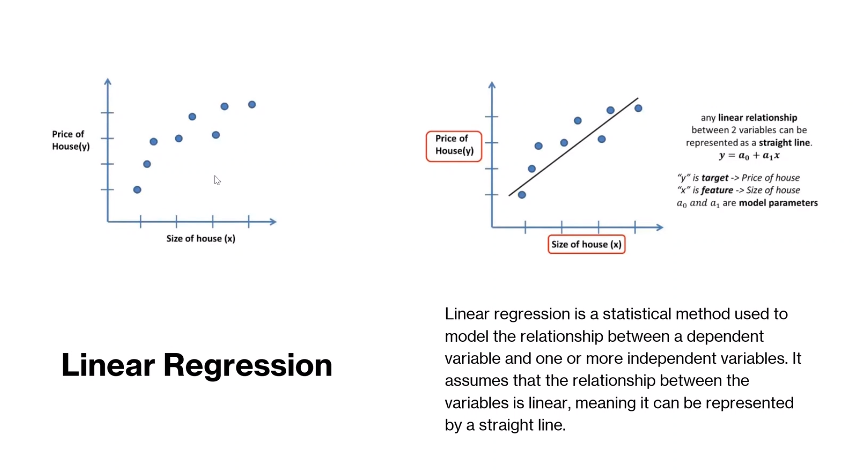 Price of
House(y)
Size of house (x)
Price of
House(y)
Size of house (x)
any linear relationship
between 2 variables can be
represented as a straight line.
y = a₀ + a₁x
"y" is target -> Price of house
"x" is feature -> Size of house
a₀ and a₁ are model parameters
Linear Regression
Linear regression is a statistical method used to
model the relationship between a dependent
variable and one or more independent variables. It
assumes that the relationship between the
variables is linear, meaning it can be represented
by a straight line.